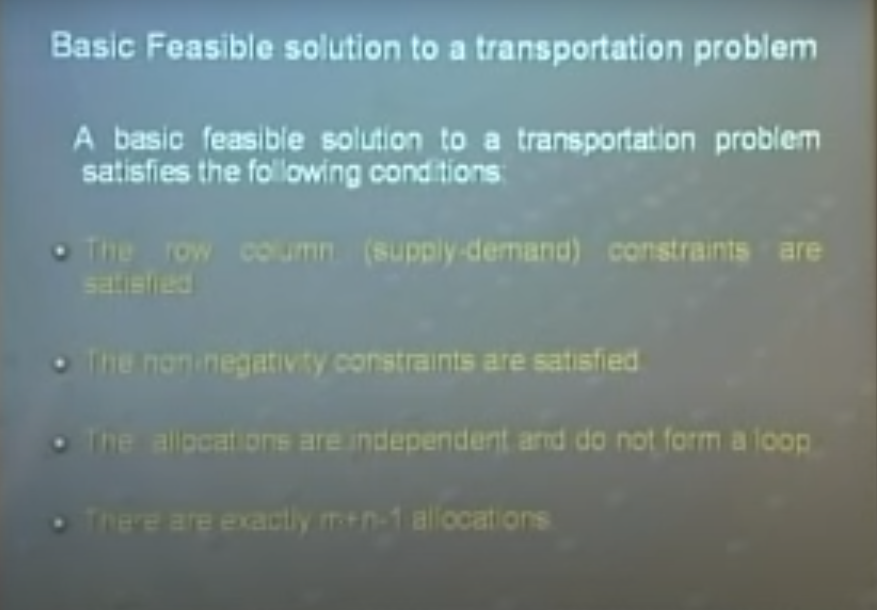 Basic Feasible solution to a transportation problem
A basic feasible solution to a transportation problem
satisfies the following conditions:
The row column (supply-demand) constraints are
satisfied.
The non-negativity constraints are satisfied.
The allocations are independent and do not form a loop.
There are exactly m+n-1 allocations.